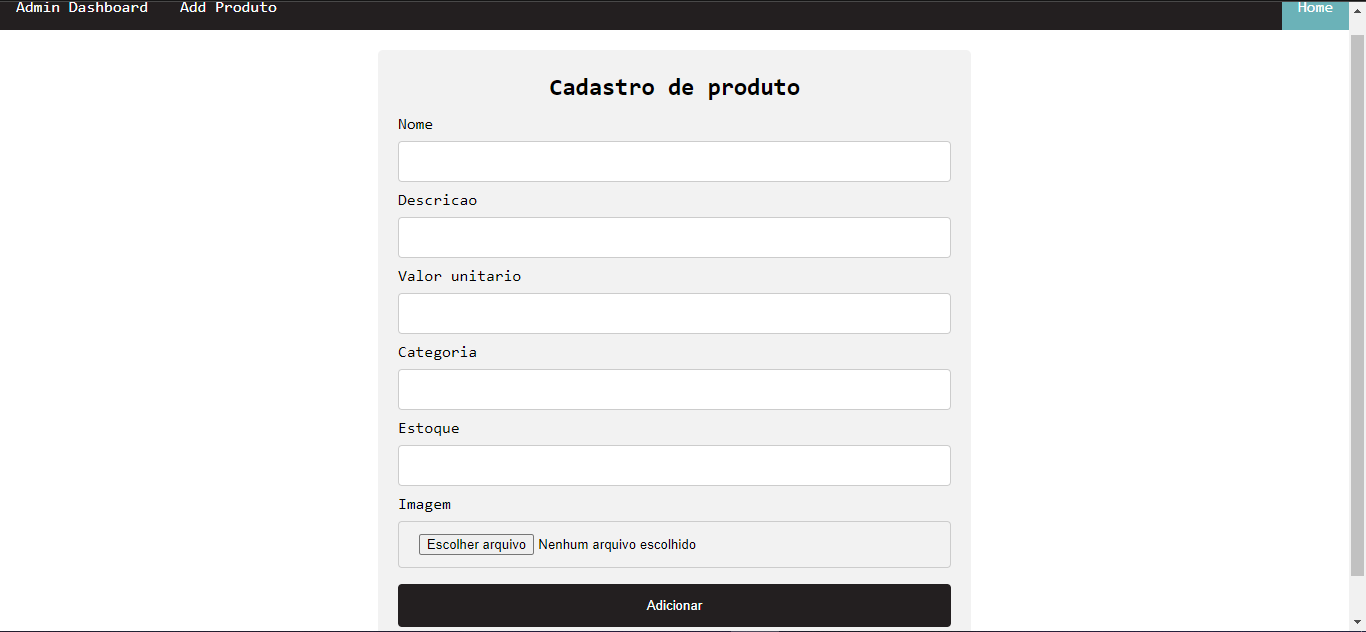 Admin Dashboard Add Produto Home
Cadastro de produto
Nome
Descricao
Valor unitario
Categoria
Estoque
Imagem
Escolher arquivo Nenhum arquivo escolhido
Adicionar